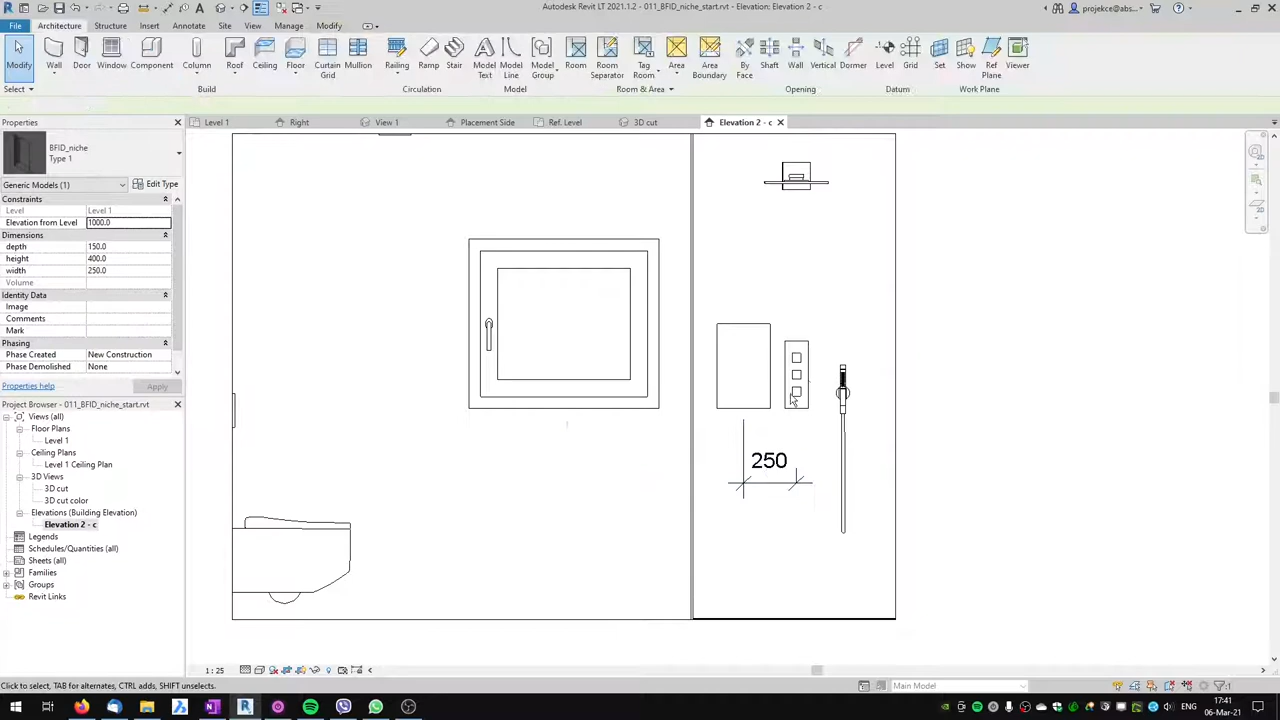 Autodesk Revit LT 2021.1.2 - 011_BFID_niche_start.rvt - Elevation: Elevation 2 - c
projekce@abs...
File Architecture Structure Insert Annotate Site View Manage Modify
Modify Wall Door Window Component Column Roof Ceiling Floor Curtain Grid Mullion Railing Ramp Stair Model Text Model Line Model Group Room Room Separator Tag Room Area Area Boundary By Face Shaft Wall Vertical Dormer Level Grid Set Show Ref Plane Viewer
Select Build Circulation Model Room & Area Opening Datum Work Plane
Properties
Level 1 Right View 1 Placement Side Ref. Level 3D cut Elevation 2 - c
BFID_niche
Type 1
Generic Models (1) Edit Type
Constraints
Level Level 1
Elevation from Level 1000.0
Dimensions
depth 150.0
height 400.0
width 250.0
Volume
Identity Data
Image
Comments
Mark
Phasing
Phase Created New Construction
Phase Demolished None
Properties help Apply
Project Browser - 011_BFID_niche_start.rvt
Views (all)
Floor Plans
Level 1
Ceiling Plans
Level 1 Ceiling Plan
3D Views
3D cut
3D cut color
Elevations (Building Elevation)
Elevation 2 - c
Legends
Schedules/Quantities (all)
Sheets (all)
Families
Groups
Revit Links
250
1 : 25
Click to select, TAB for alternates, CTRL adds, SHIFT unselects.
Main Model
:1
ENG
17:41
06-Mar-21